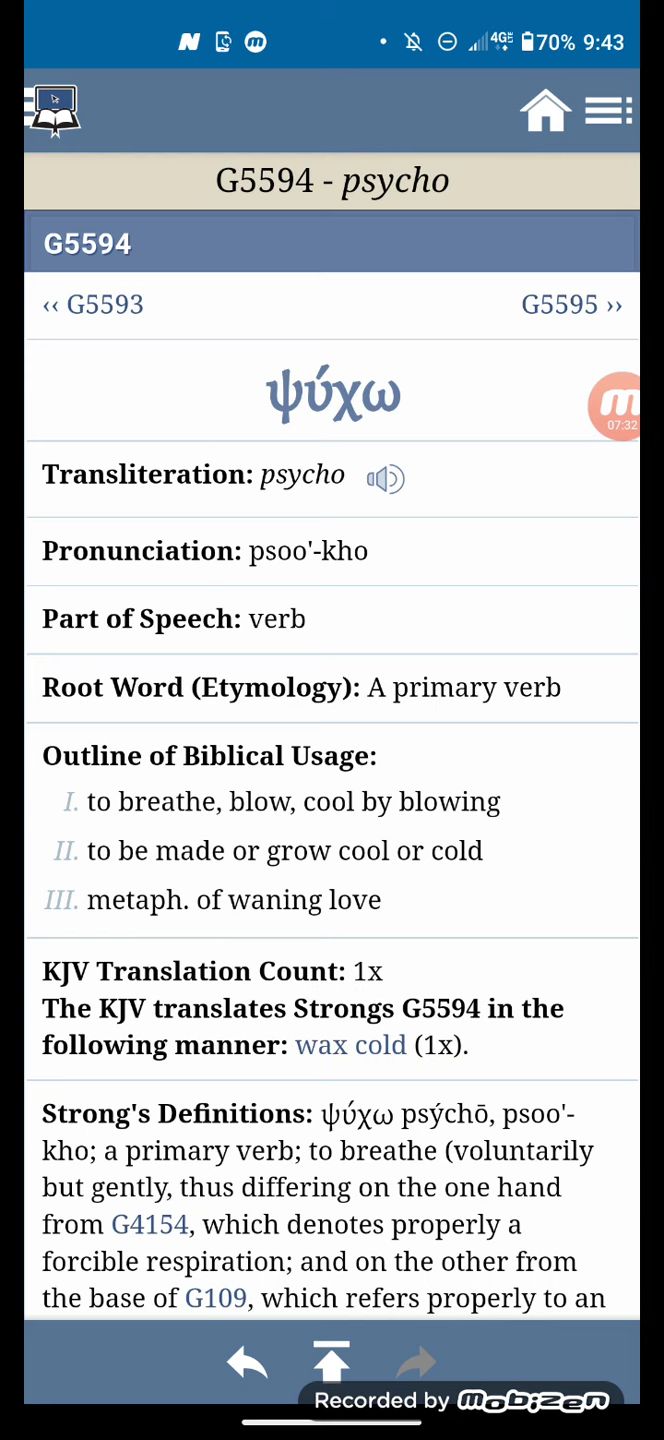 70% 9:43
G5594 - psycho
G5594
‹‹ G5593 G5595 ››
ψύχω
07:32
Transliteration: psycho
Pronunciation: psoo'-kho
Part of Speech: verb
Root Word (Etymology): A primary verb
Outline of Biblical Usage:
I. to breathe, blow, cool by blowing
II. to be made or grow cool or cold
III. metaph. of waning love
KJV Translation Count: 1x
The KJV translates Strongs G5594 in the
following manner: wax cold (1x).
Strong's Definitions: ψύχω psýchō, psoo'-
kho; a primary verb; to breathe (voluntarily
but gently, thus differing on the one hand
from G4154, which denotes properly a
forcible respiration; and on the other from
the base of G109, which refers properly to an
Recorded by mobizen